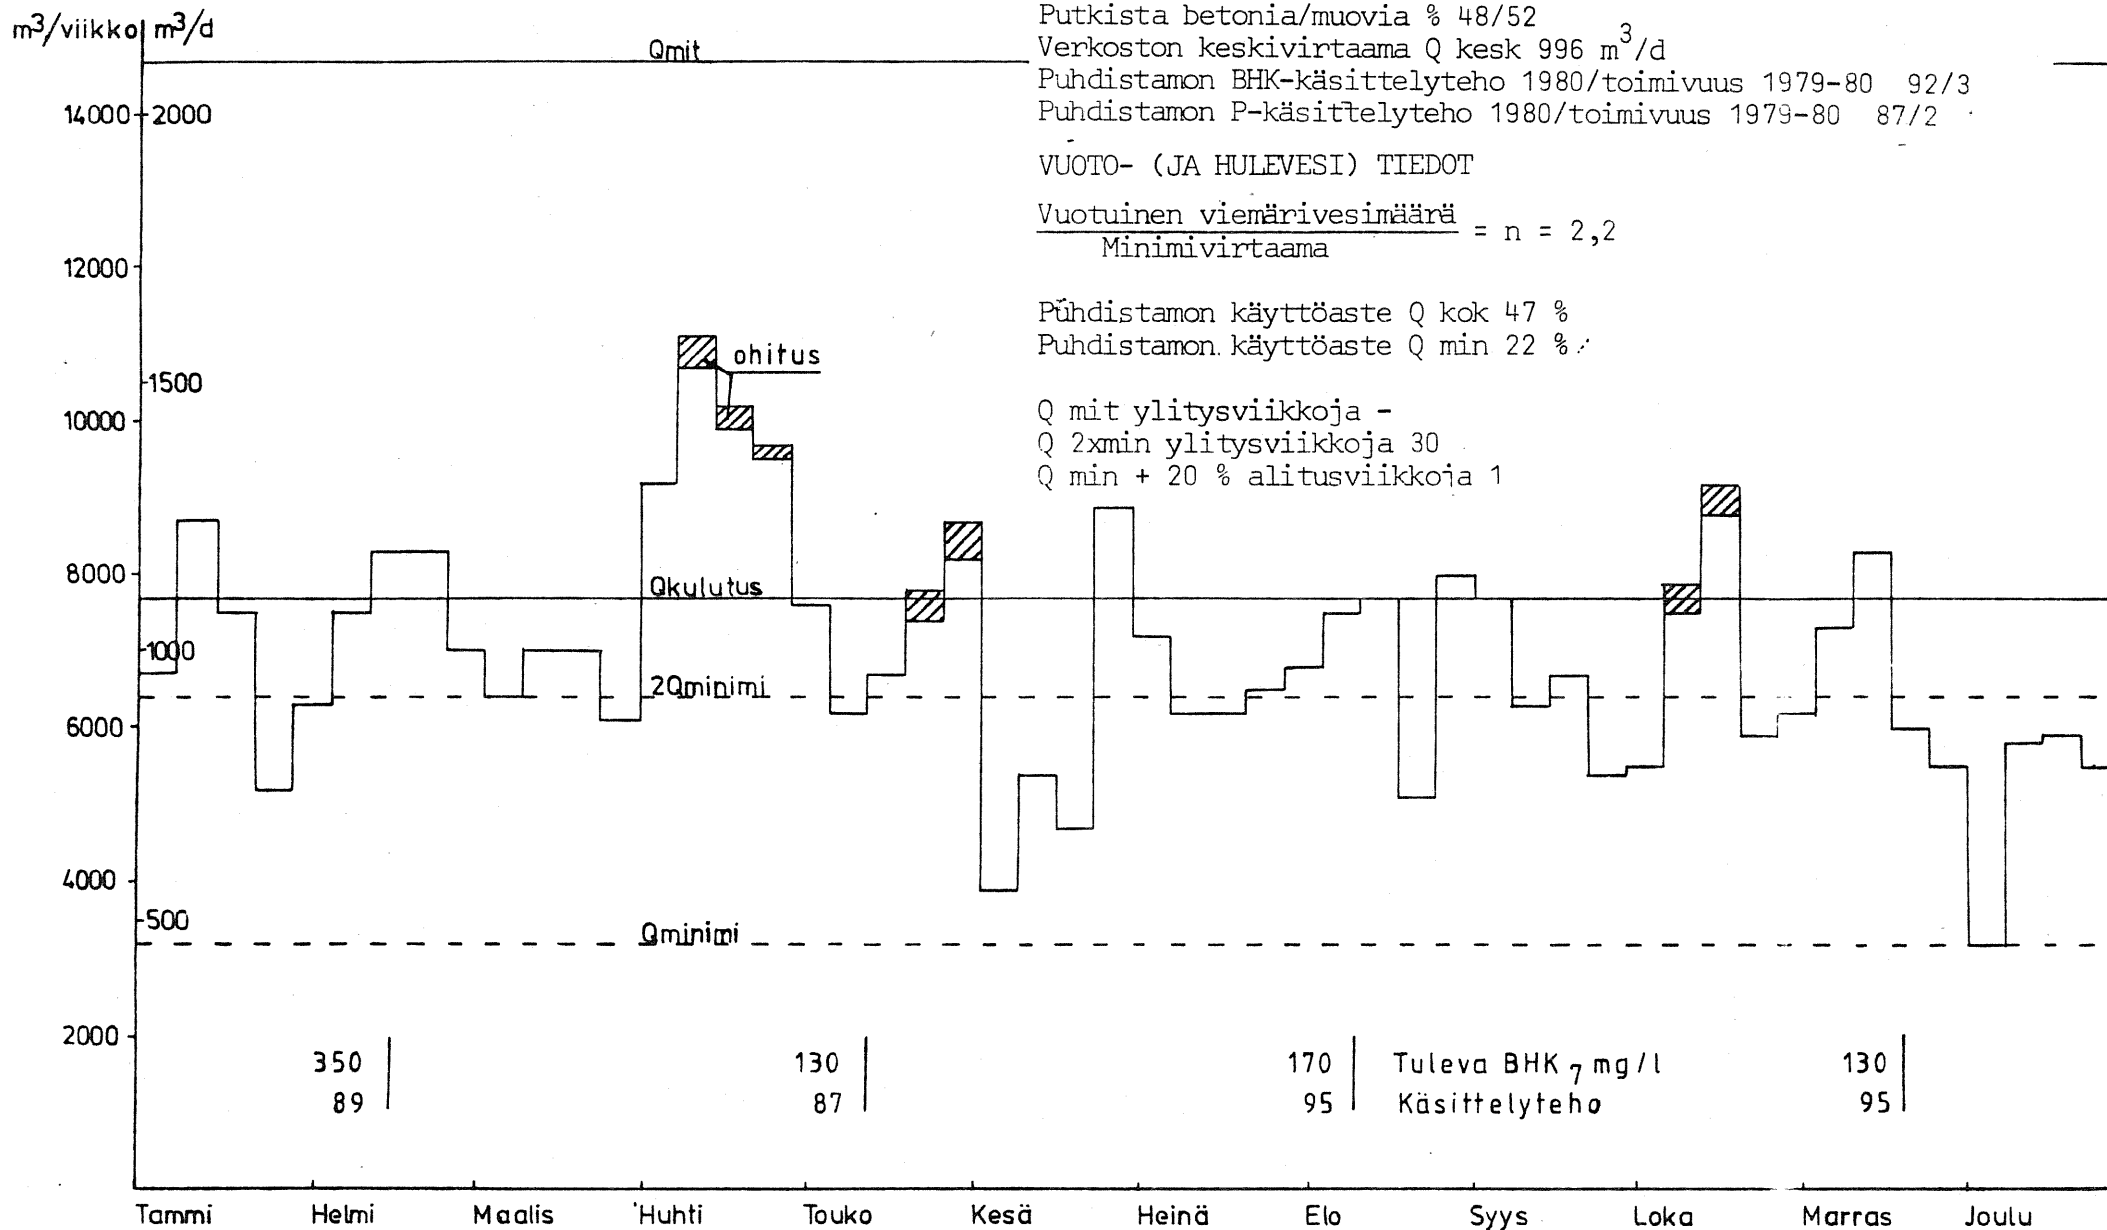 m³/viikko m³/d
Putkista betonia/muovia % 48/52
Verkoston keskivirtaama Q kesk 996 m³/d
Puhdistamon BHK-käsittelyteho 1980/toimivuus 1979-80 92/3
Puhdistamon P-käsittelyteho 1980/toimivuus 1979-80 87/2
VUOTO- (JA HULEVESI) TIEDOT
Vuotuinen viemärivesimäärä
Minimivirtaama
= n = 2,2
Puhdistamon käyttöaste Q kok 47 %
Puhdistamon käyttöaste Q min 22 %
Q mit ylitysviikkoja -
Q 2xmin ylitysviikkoja 30
Q min + 20 % alitusviikkoja 1
Qmit
14000 2000
12000
1500
ohitus
10000
8000
Qkulutus
1000
2Qminimi
6000
4000
500
Qminimi
2000
350 130 170 Tuleva BHK₇ mg/l 130
89 87 95 Käsittelyteho 95
Tammi Helmi Maalis Huhti Touko Kesä Heinä Elo Syys Loka Marras Joulu